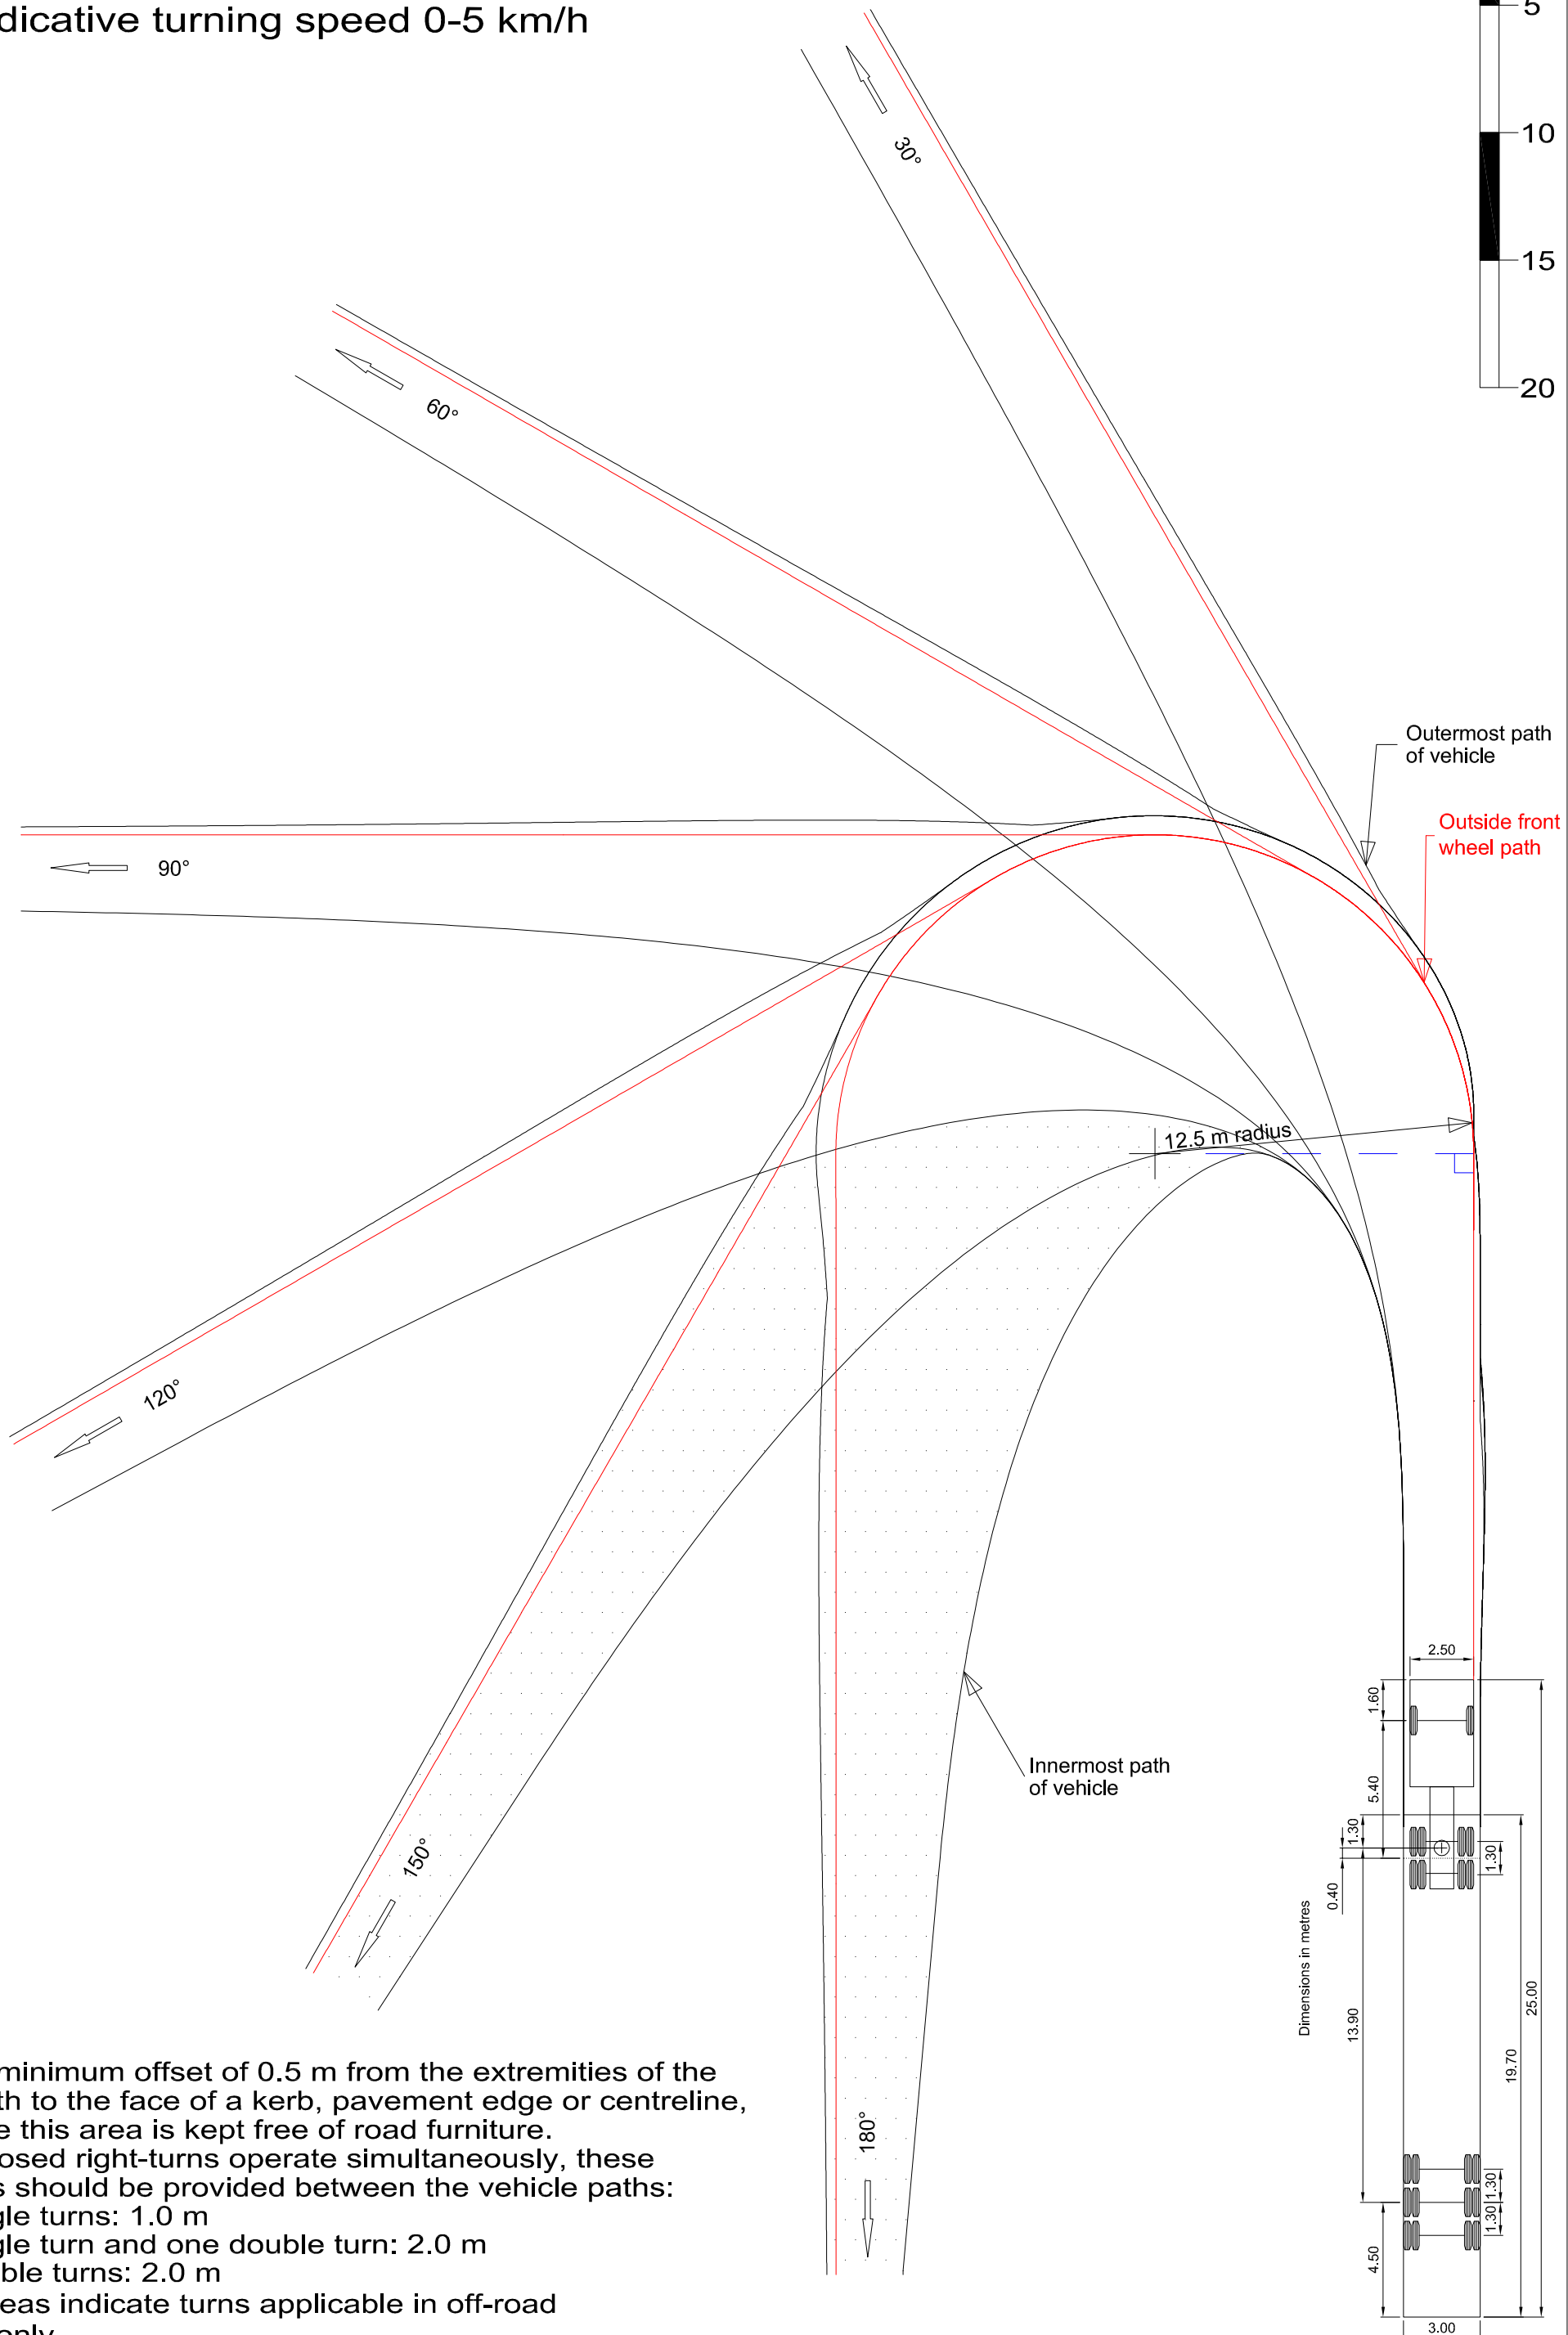 dicative turning speed 0-5 km/h
5
10
15
20
30°
60°
90°
120°
150°
180°
Outermost path
of vehicle
Outside front
wheel path
12.5 m radius
Innermost path
of vehicle
2.50
1.60
5.40
1.30
0.40
1.30
13.90
19.70
25.00
1.30
1.30
4.50
3.00
Dimensions in metres
minimum offset of 0.5 m from the extremities of the
th to the face of a kerb, pavement edge or centreline,
e this area is kept free of road furniture.
osed right-turns operate simultaneously, these
s should be provided between the vehicle paths:
gle turns: 1.0 m
gle turn and one double turn: 2.0 m
ble turns: 2.0 m
eas indicate turns applicable in off-road
only